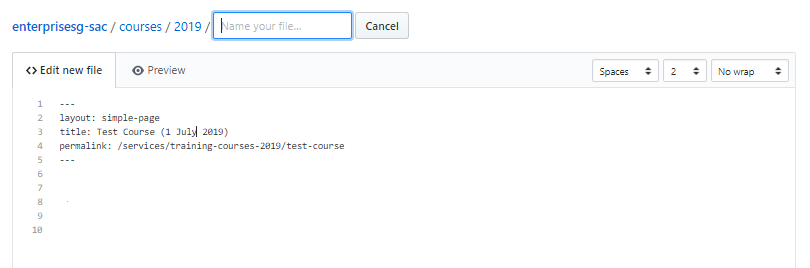 enterprisesg-sac / courses / 2019 / Name your file... Cancel
Edit new file Preview Spaces 2 No wrap
1 ---
2 layout: simple-page
3 title: Test Course (1 July 2019)
4 permalink: /services/training-courses-2019/test-course
5 ---
6
7
8
9
10